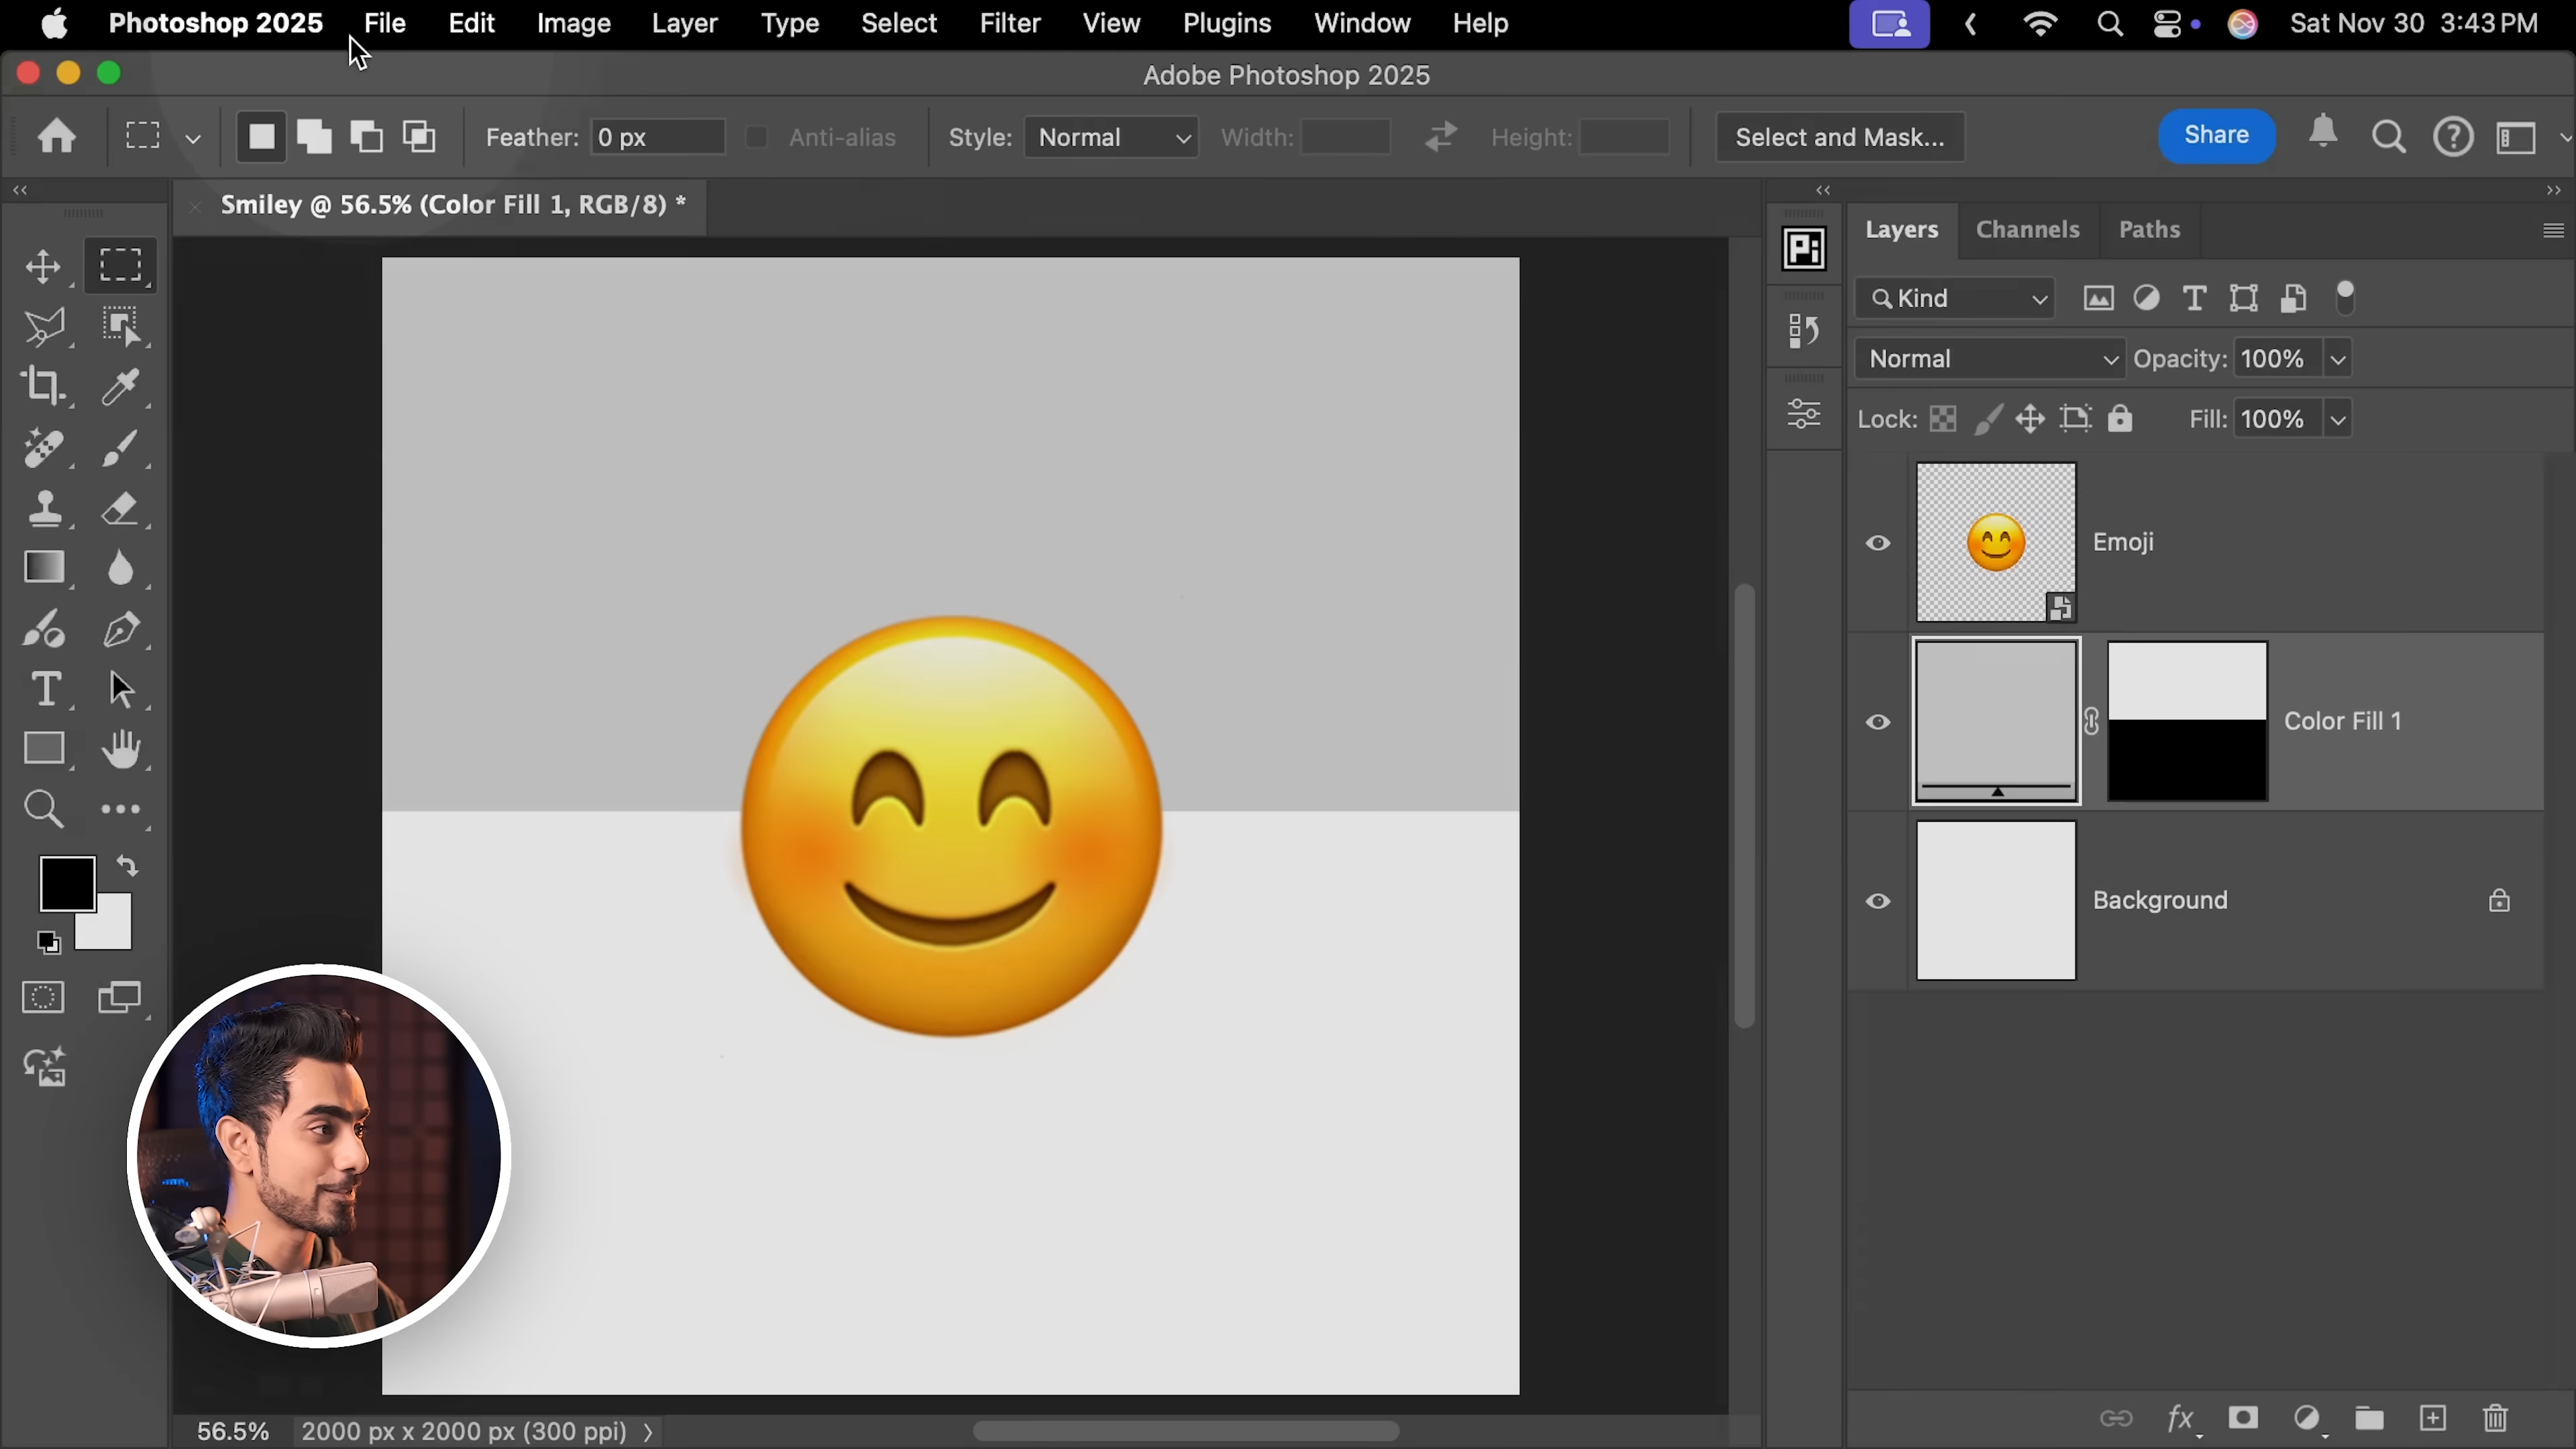 Photoshop 2025 File Edit Image Layer Type Select Filter View Plugins Window Help Sat Nov 30 3:43 PM
Adobe Photoshop 2025
Feather: 0 px Anti-alias Style: Normal Width: Height: Select and Mask... Share
Smiley @ 56.5% (Color Fill 1, RGB/8) *
Layers Channels Paths
Pi
Kind
Normal Opacity: 100%
Lock: Fill: 100%
Emoji
Color Fill 1
Background
56.5% 2000 px x 2000 px (300 ppi)
fx